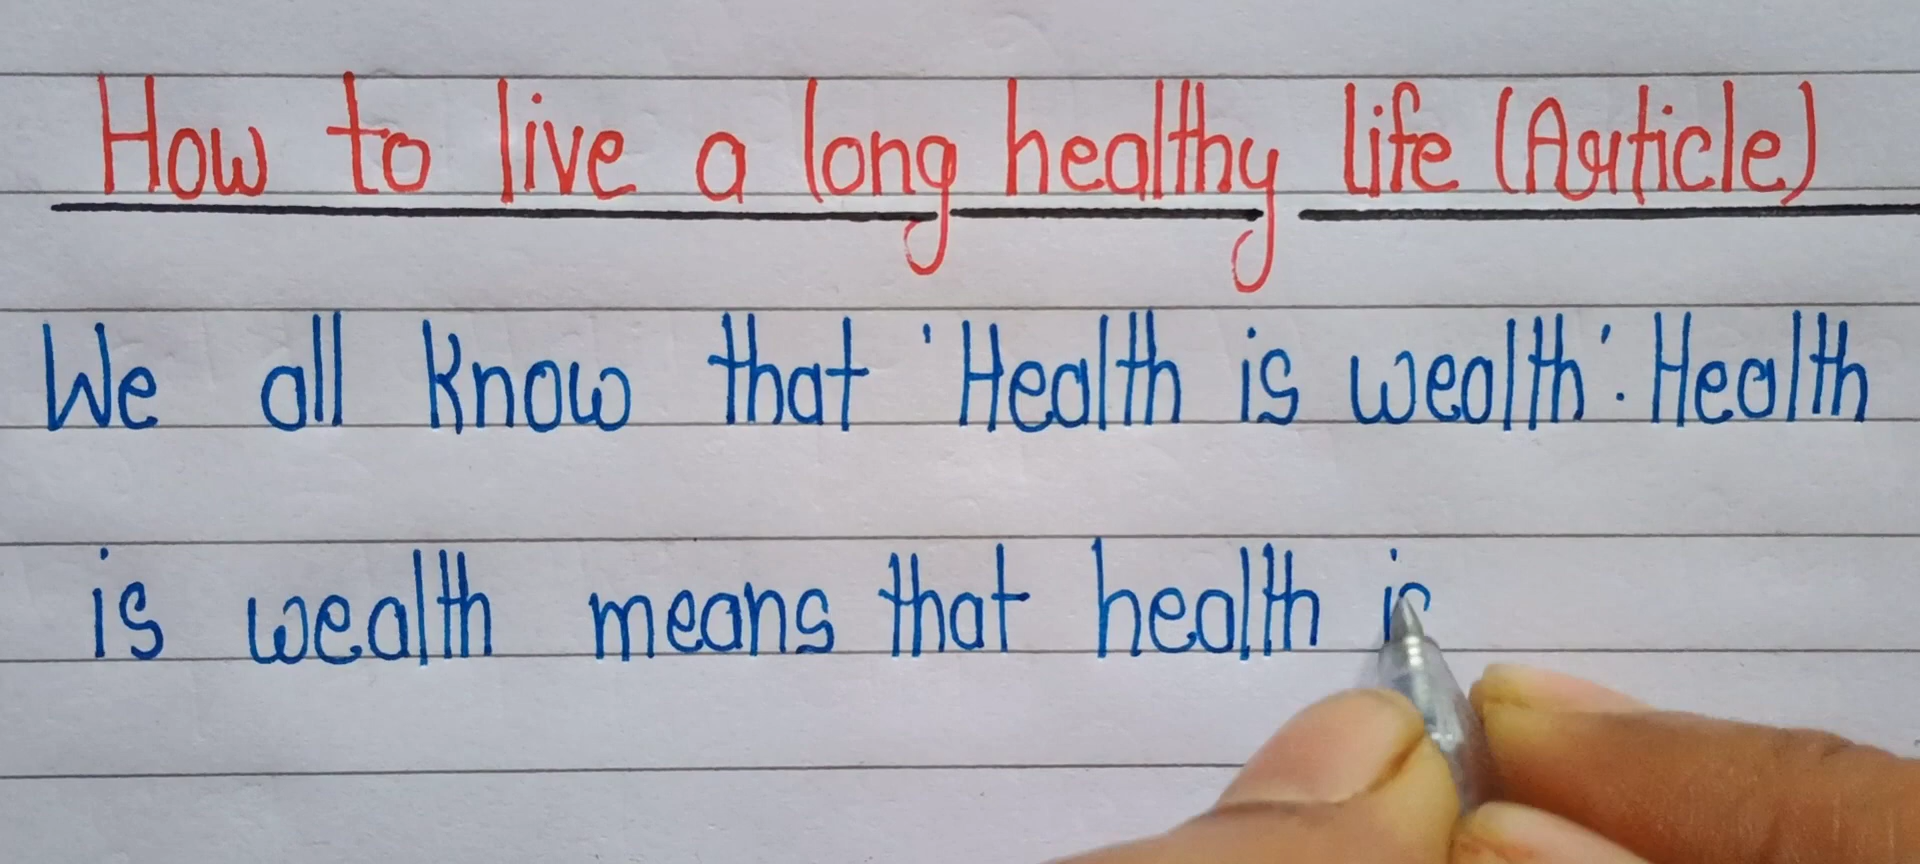 How to live a long healthy life (Article)
We all know that 'Health is wealth'. Health
is wealth means that health is